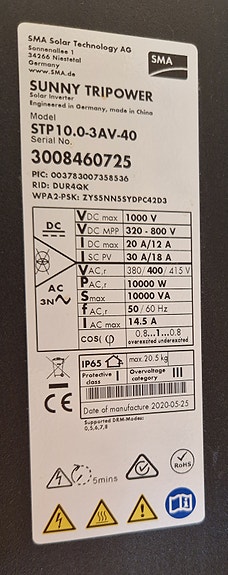 SMA Solar Technology AG
Sonnenallee 1
34266 Niestetal
Germany
www.SMA.de
SMA
SUNNY TRIPOWER
Solar Inverter
Engineered in Germany, made in China
Model
STP10.0-3AV-40
Serial No.
3008460725
PIC: 003783007358536
RID: DUR4QK
WPA2-PSK: ZYS5NN5SYDPC42D3
DC
VDC max 1000 V
VDC MPP 320 - 800 V
IDC max 20 A/12 A
ISC PV 30 A/18 A
AC
3N
VAC,r 380/400/415 V
PAC,r 10000 W
Smax 10000 VA
fAC,r 50/60 Hz
IAC max 14.5 A
cos(φ) 0.8...1...0.8
overexcited underexcited
IP65 max. 20.5 kg
Protective class I Overvoltage category III
Date of manufacture 2020-05-25
Supported DRM-Modes:
0,5,6,7,8
CE
5mins
RoHS